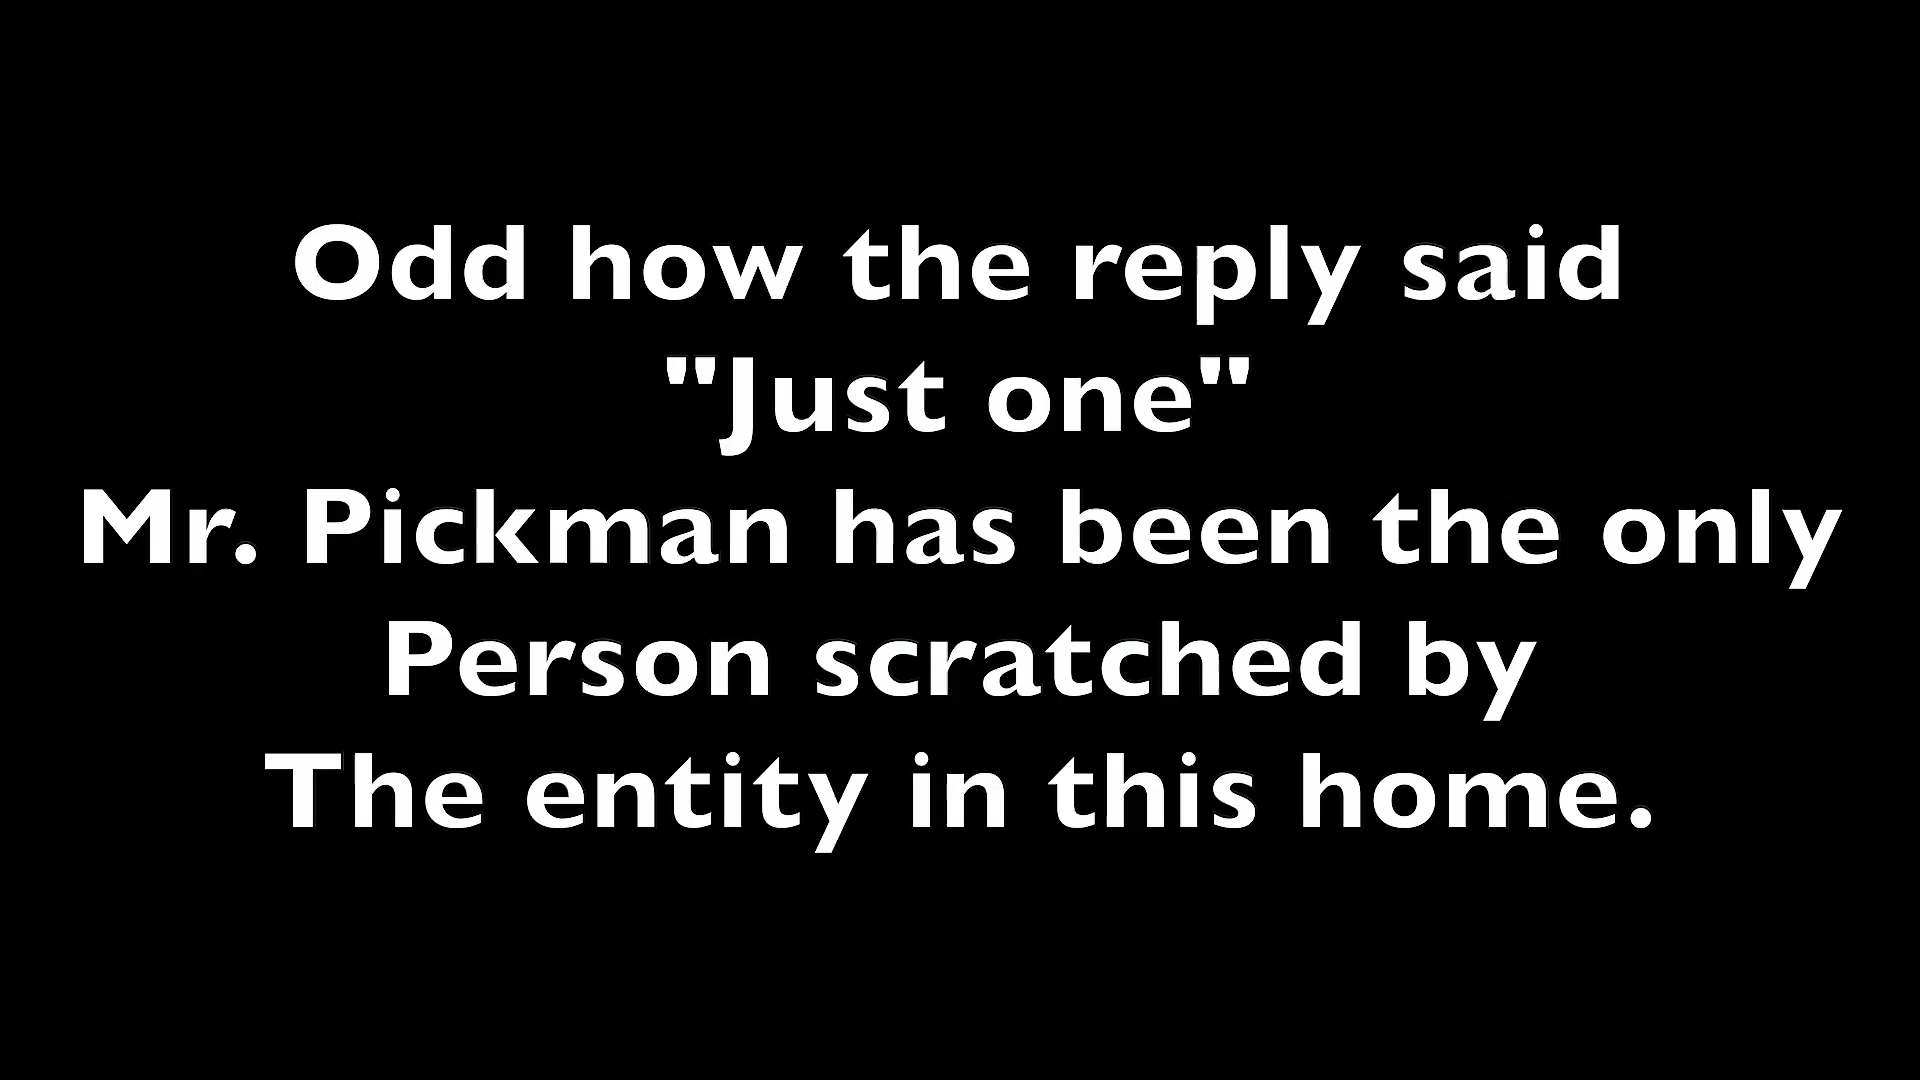 Odd how the reply said
"Just one"
Mr. Pickman has been the only
Person scratched by
The entity in this home.